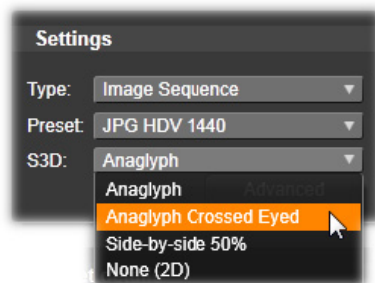 Settings
Type: Image Sequence
Preset: JPG HDV 1440
S3D: Anaglyph
Anaglyph
Advanced
Anaglyph Crossed Eyed
Side-by-side 50%
None (2D)